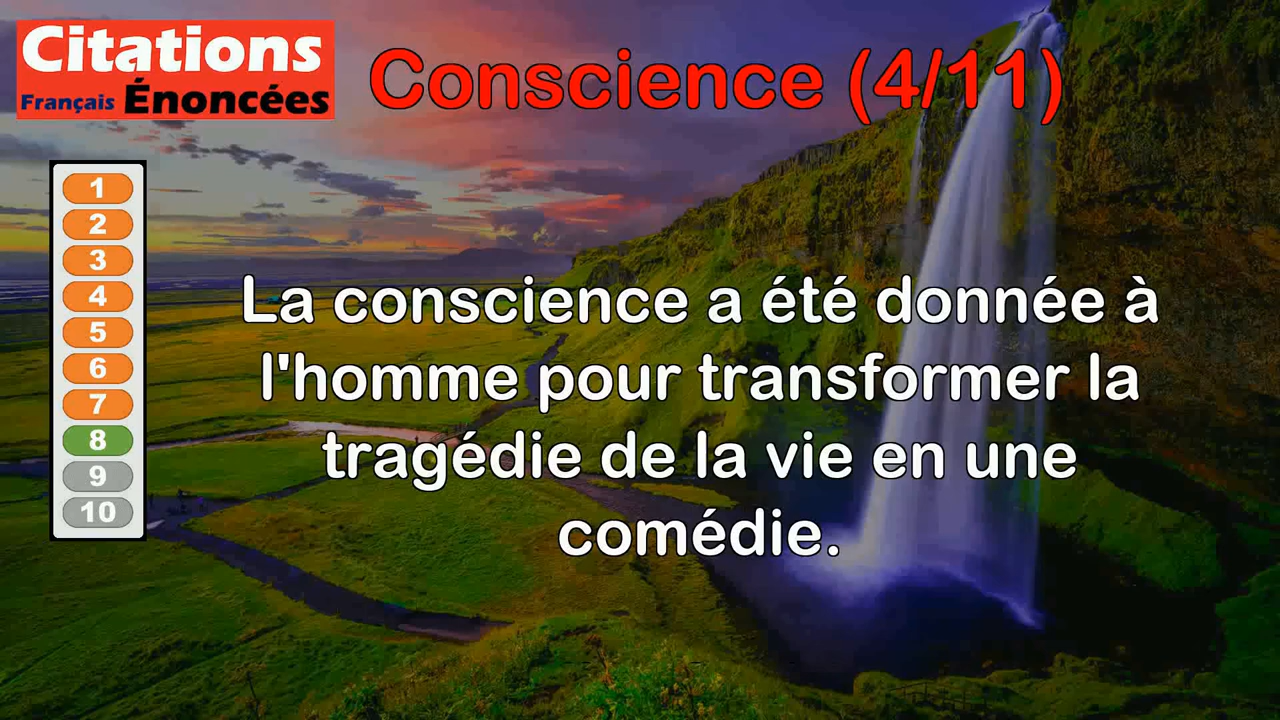 Citations
Français Énoncées
Conscience (4/11)
1
2
3
4
5
6
7
8
9
10
La conscience a été donnée à
l'homme pour transformer la
tragédie de la vie en une
comédie.